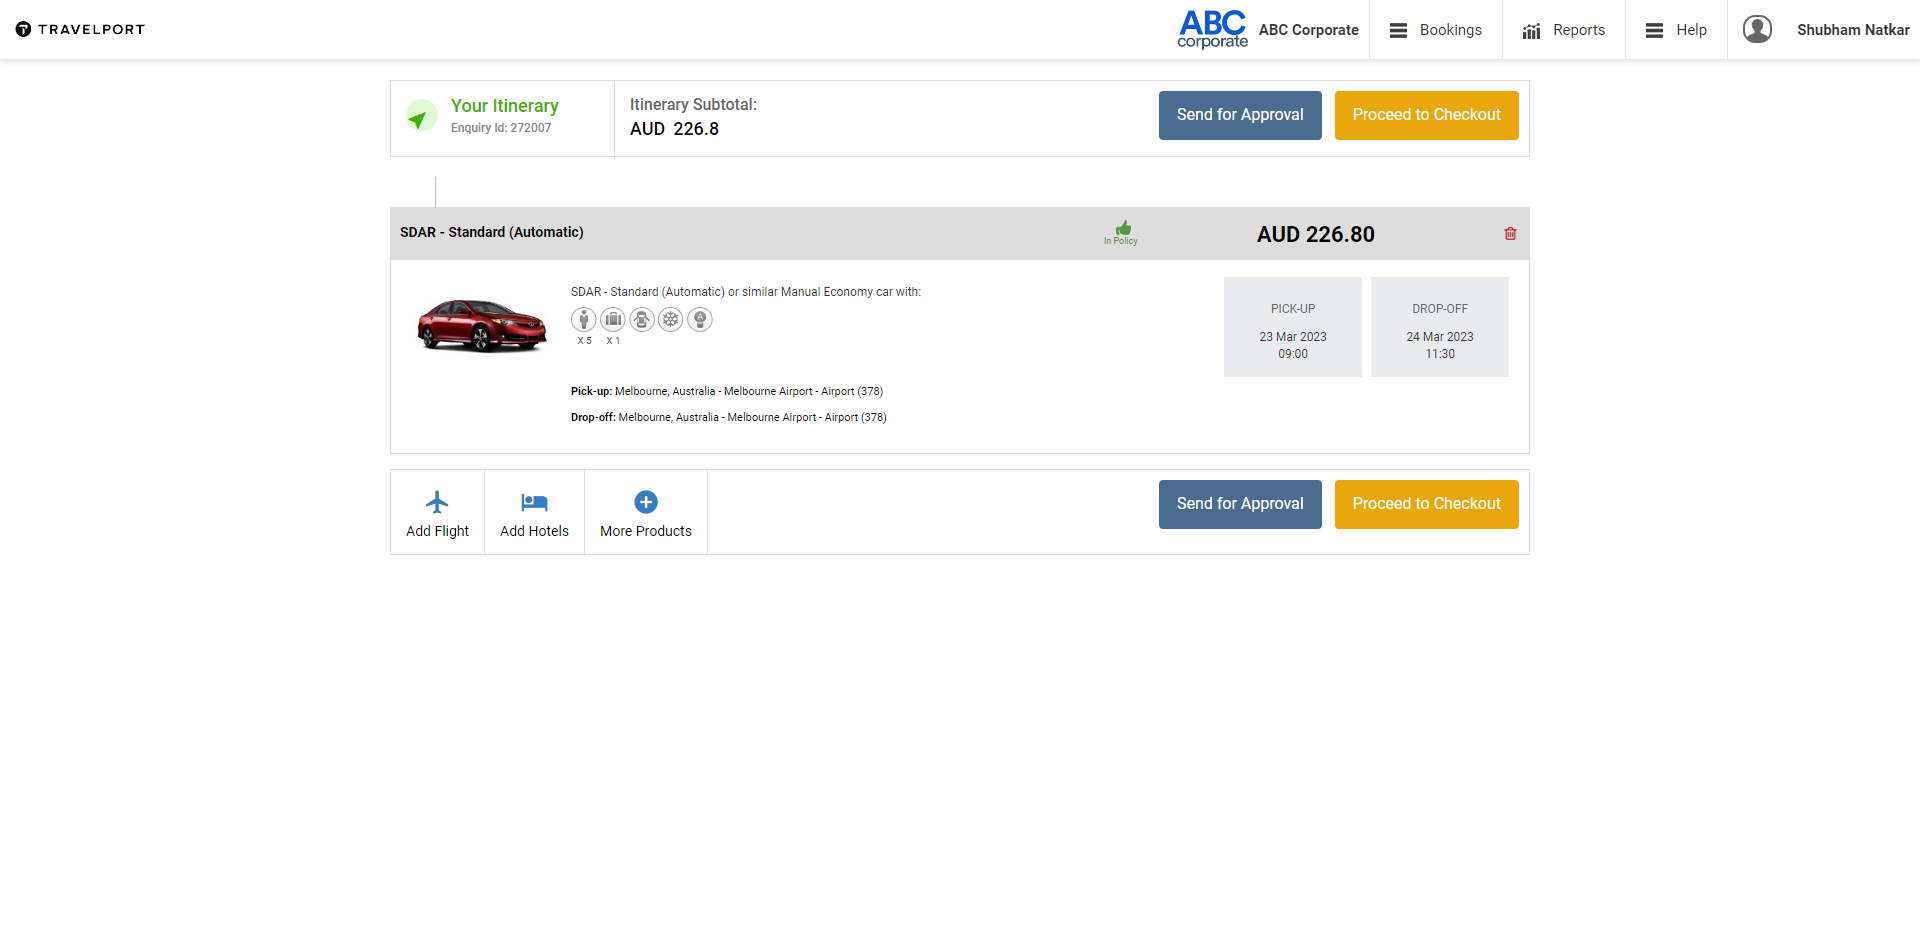 TRAVELPORT
ABC
corporate
ABC Corporate
Bookings
Reports
Help
Shubham Natkar
Your Itinerary
Enquiry Id: 272007
Itinerary Subtotal:
AUD 226.8
Send for Approval
Proceed to Checkout
SDAR - Standard (Automatic)
In Policy
AUD 226.80
SDAR - Standard (Automatic) or similar Manual Economy car with:
A
X 5 X 1
PICK-UP
23 Mar 2023
09:00
DROP-OFF
24 Mar 2023
11:30
Pick-up: Melbourne, Australia - Melbourne Airport - Airport (378)
Drop-off: Melbourne, Australia - Melbourne Airport - Airport (378)
Add Flight
Add Hotels
More Products
Send for Approval
Proceed to Checkout